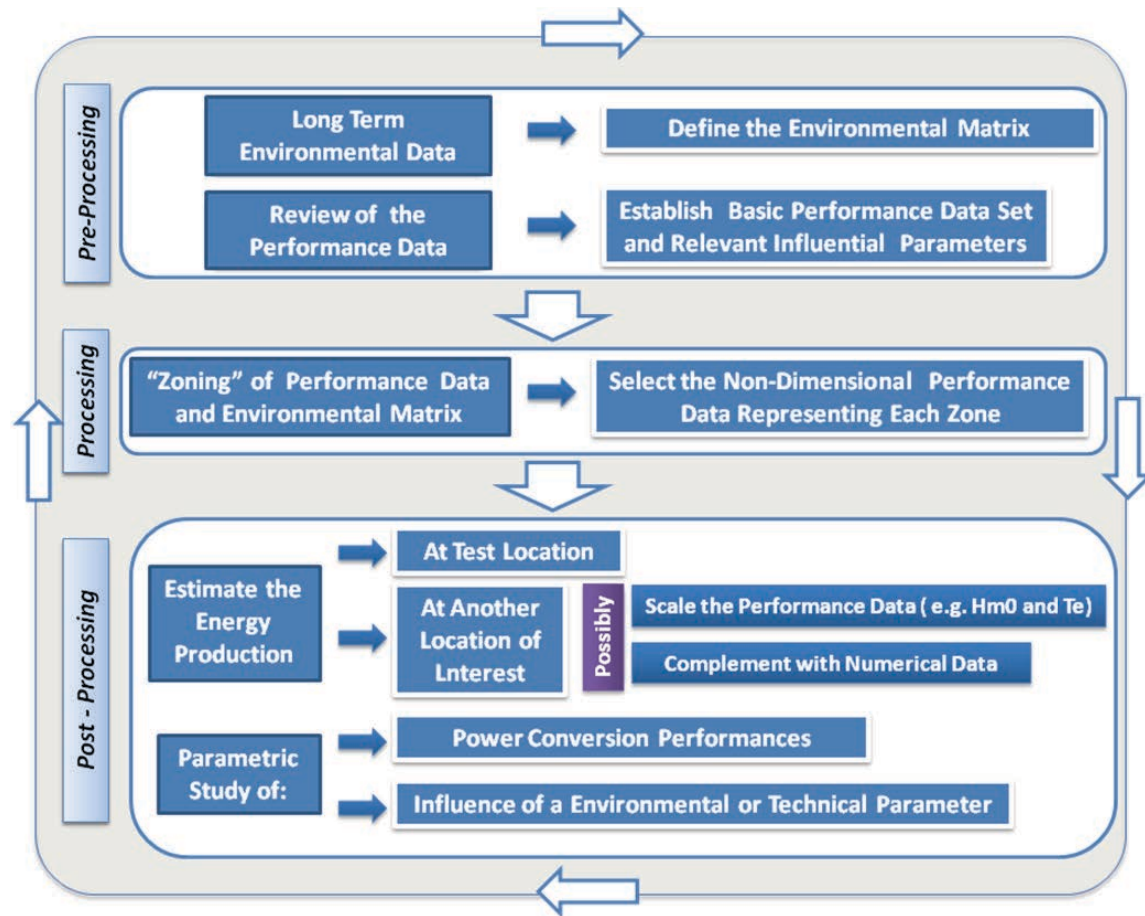 Pre-Processing
Long Term
Environmental Data
Define the Environmental Matrix
Review of the
Performance Data
Establish Basic Performance Data Set
and Relevant Influential Parameters
Processing
“Zoning” of Performance Data
and Environmental Matrix
Select the Non-Dimensional Performance
Data Representing Each Zone
Post - Processing
Estimate the
Energy
Production
At Test Location
At Another
Location of
Lnterest
Possibly
Scale the Performance Data ( e.g. Hm0 and Te)
Complement with Numerical Data
Parametric
Study of:
Power Conversion Performances
Influence of a Environmental or Technical Parameter